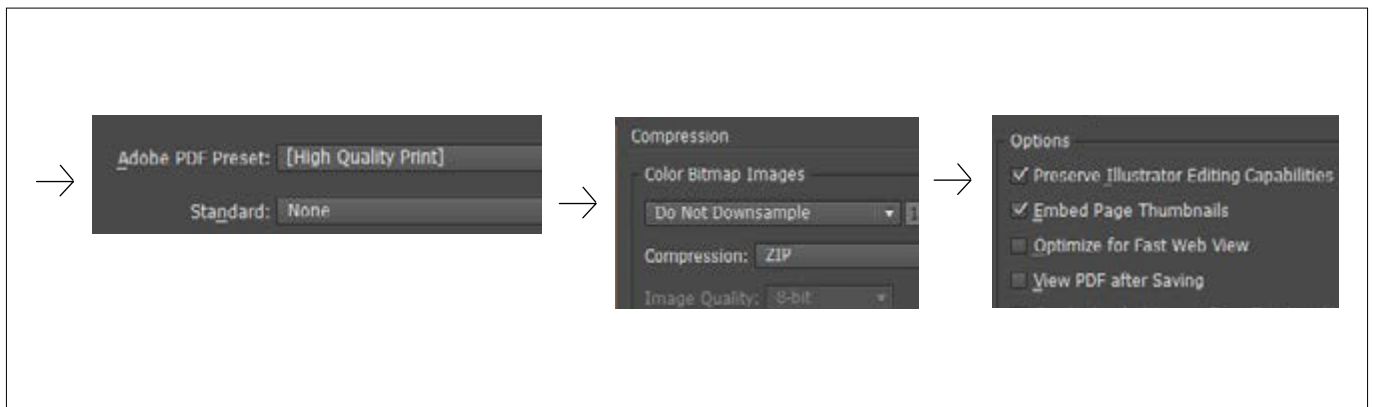 Adobe PDF Preset: [High Quality Print]
Standard: None
Compression
Color Bitmap Images
Do Not Downsample
Compression: ZIP
Image Quality: 8-bit
Options
Preserve Illustrator Editing Capabilities
Embed Page Thumbnails
Optimize for Fast Web View
View PDF after Saving